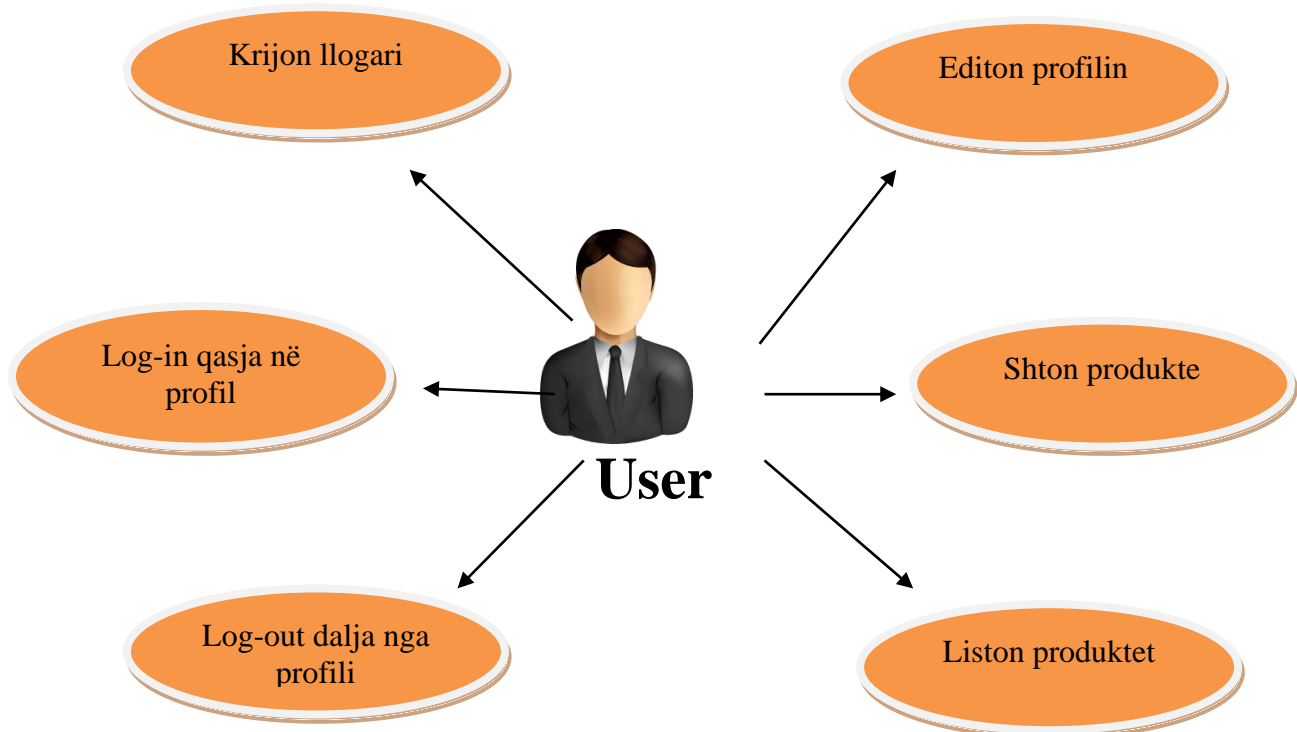 Krijon llogari
Editon profilin
Log-in qasja në
profil
Shton produkte
User
Log-out dalja nga
profili
Liston produktet